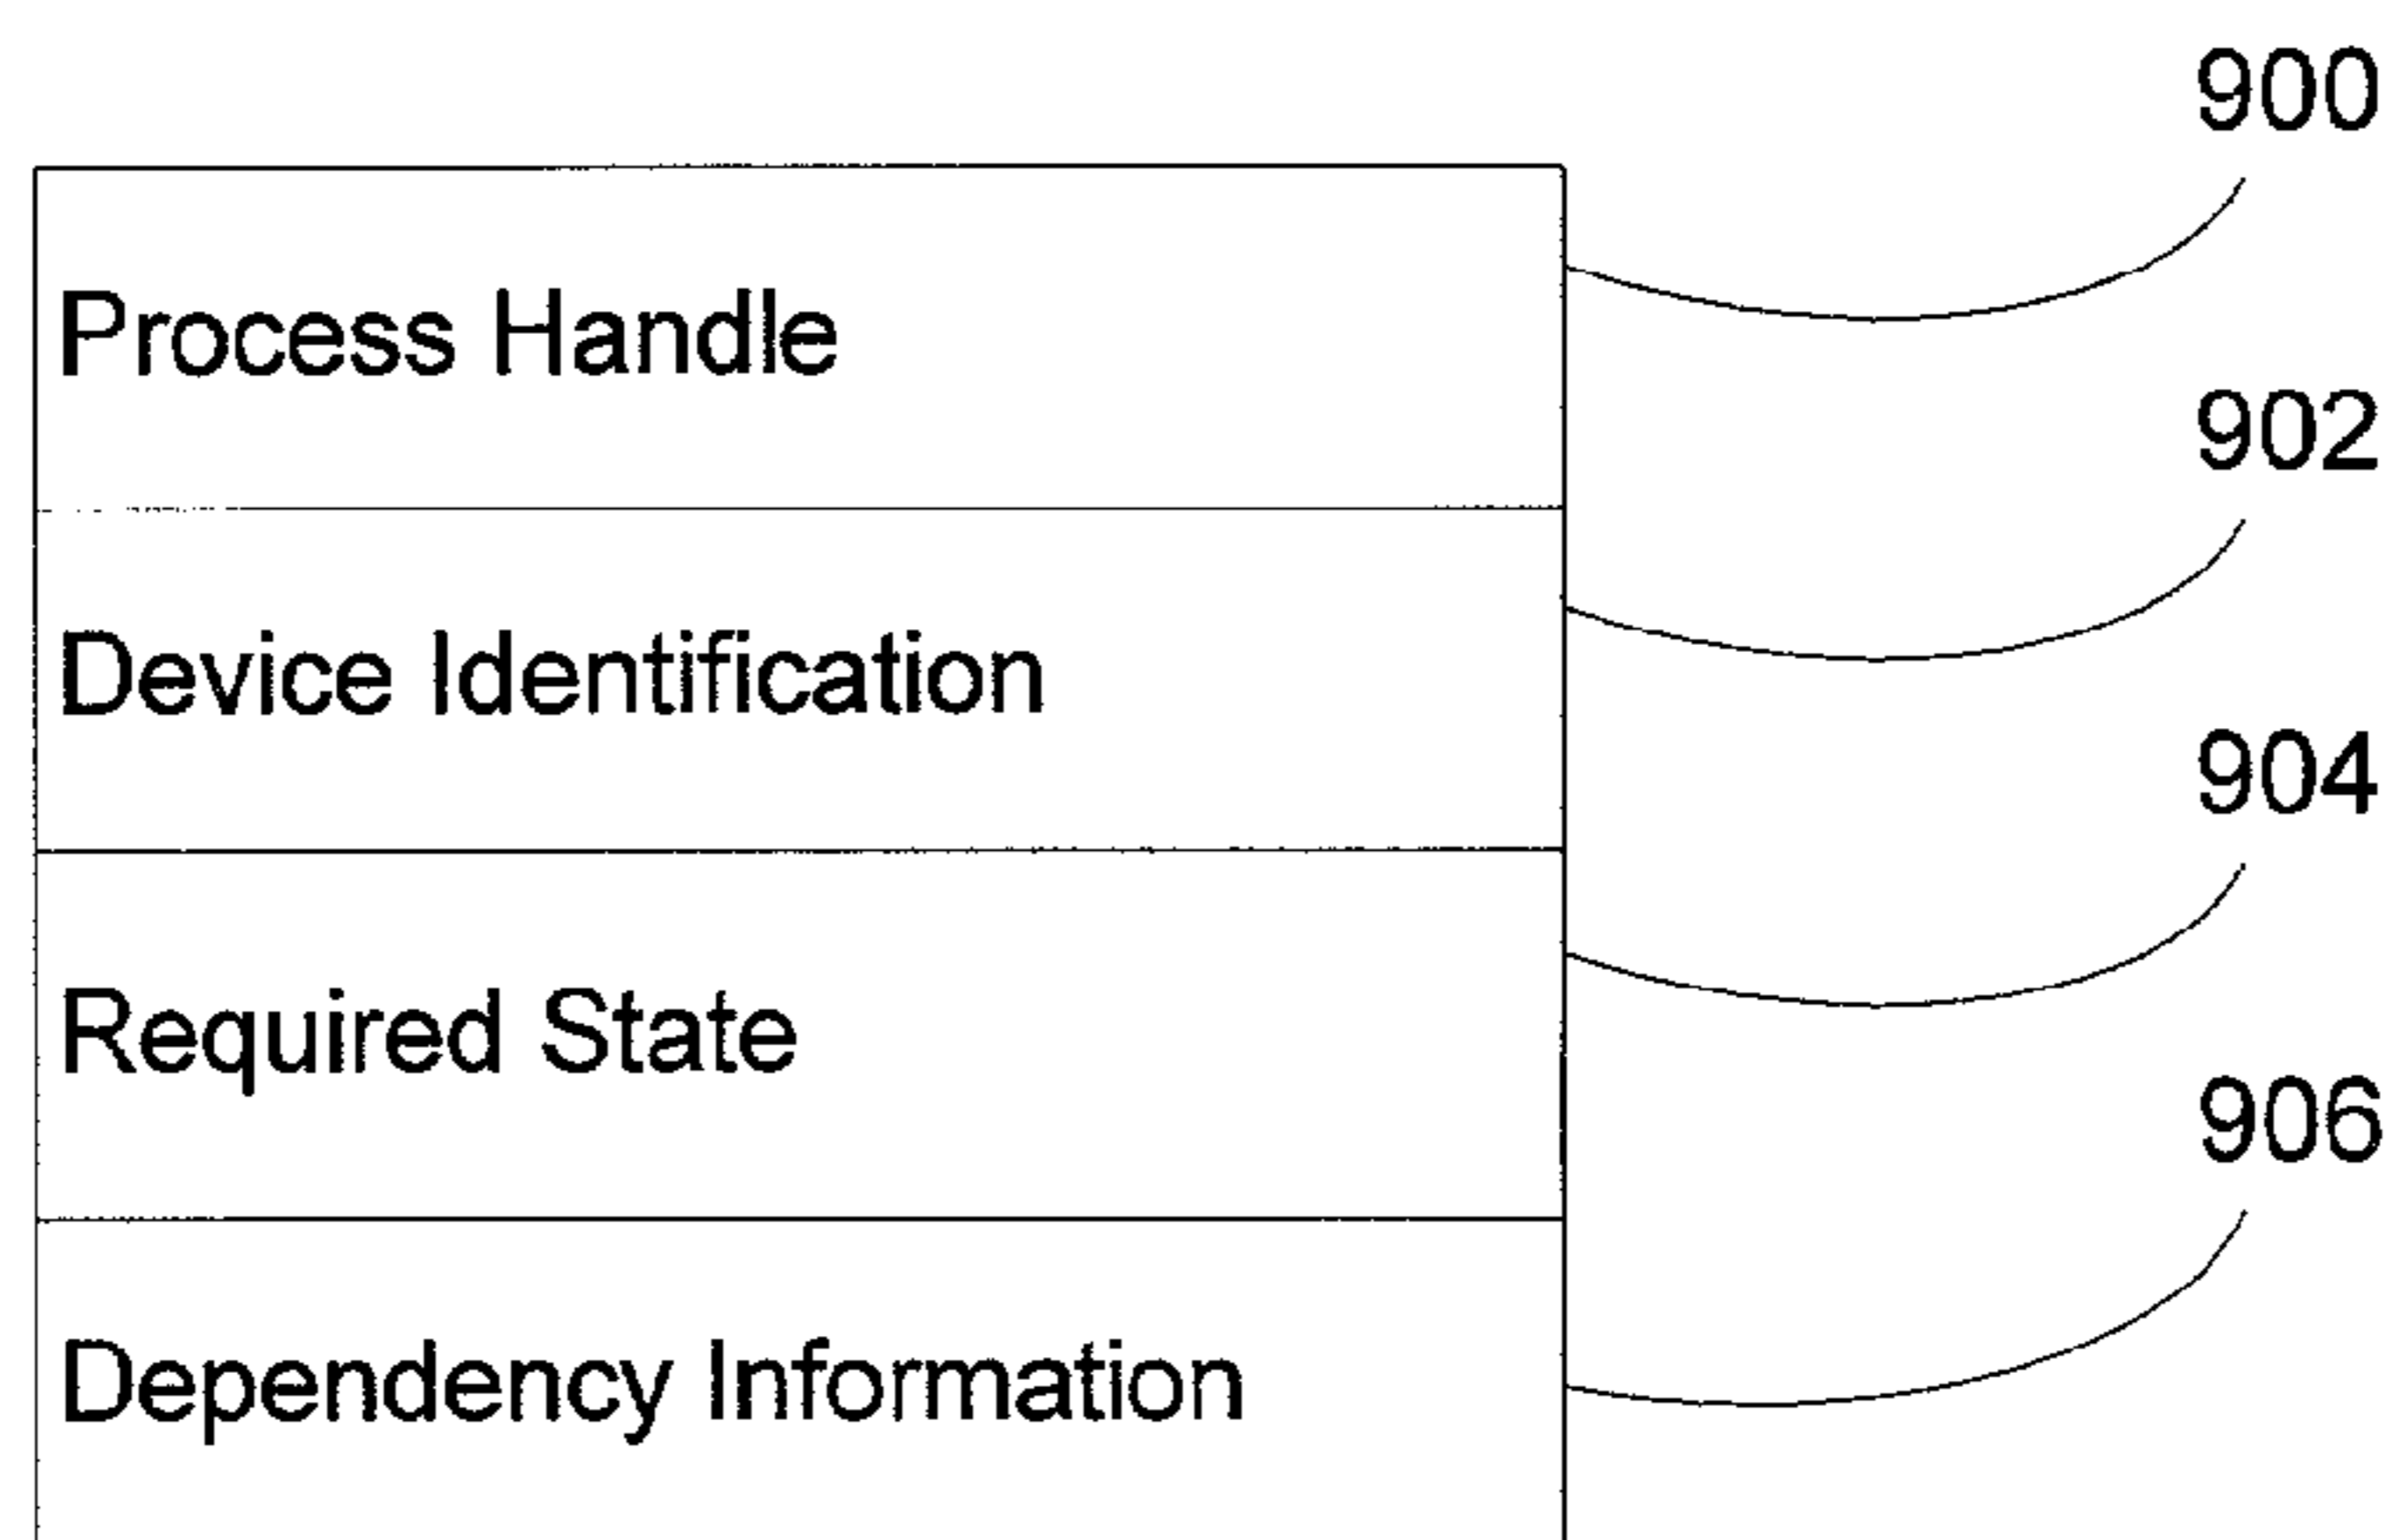 900
Process Handle
902
Device Identification
904
Required State
906
Dependency Information